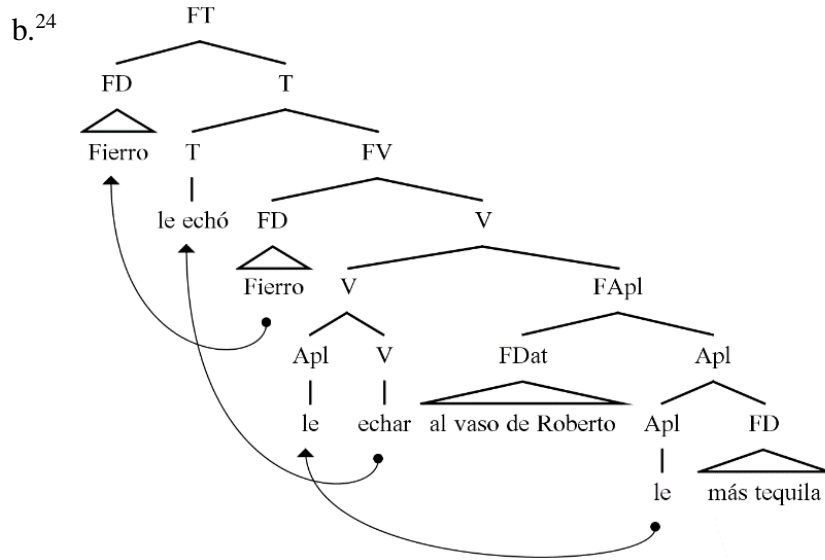 b.24
FT
FD T
Fierro T FV
le echó FD V
Fierro V FApl
Apl V FDat Apl
le echar al vaso de Roberto Apl FD
le más tequila